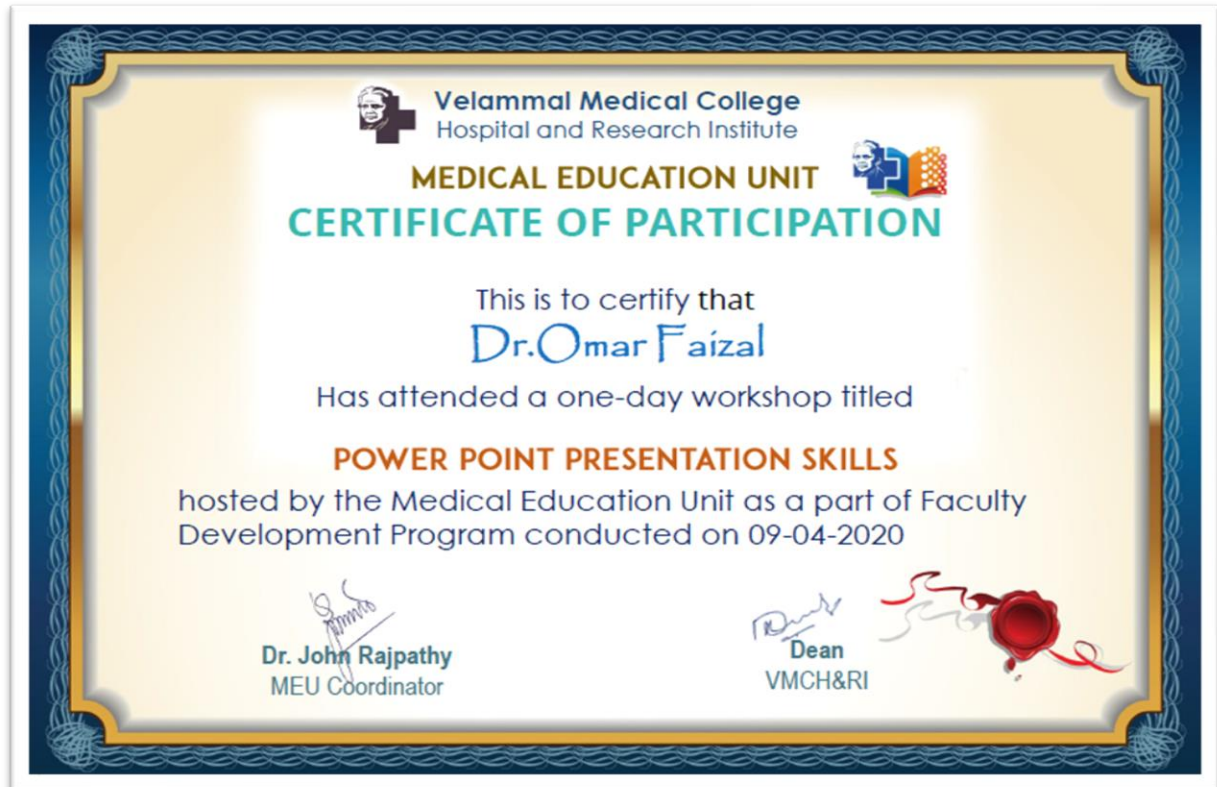 Velammal Medical College
Hospital and Research Institute
MEDICAL EDUCATION UNIT
CERTIFICATE OF PARTICIPATION
This is to certify that
Dr.Omar Faizal
Has attended a one-day workshop titled
POWER POINT PRESENTATION SKILLS
hosted by the Medical Education Unit as a part of Faculty
Development Program conducted on 09-04-2020
Dr. John Rajpathy
MEU Coordinator
Dean
VMCH&RI